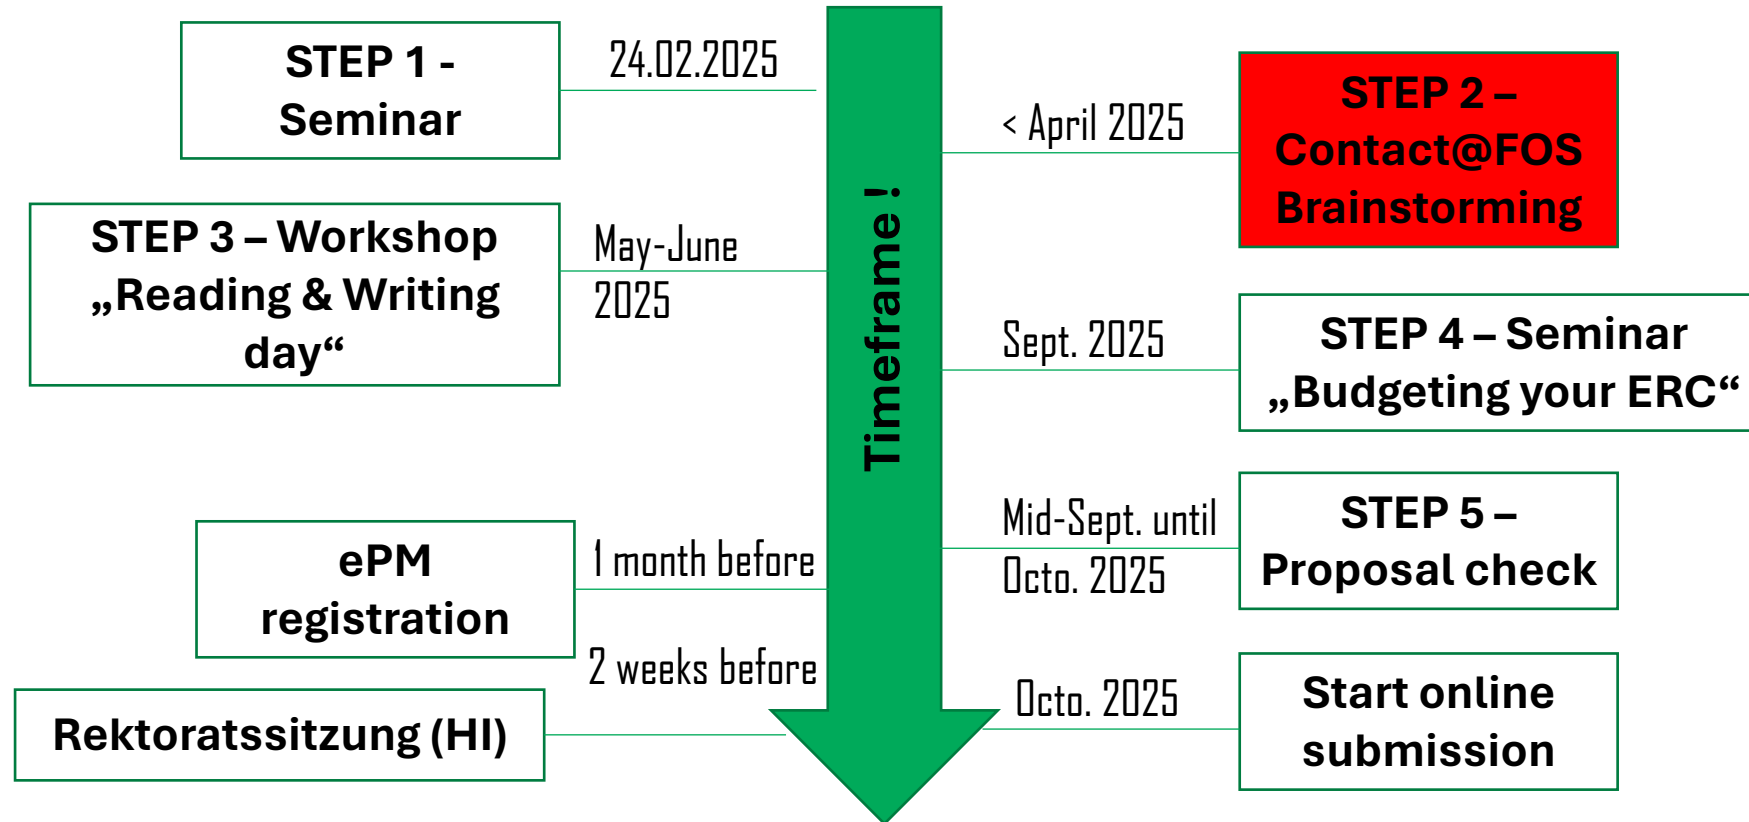 STEP 1 -
Seminar
24.02.2025
< April 2025
STEP 2 –
Contact@FOS
Brainstorming
Timeframe !
STEP 3 – Workshop
„Reading & Writing
day“
May-June
2025
Sept. 2025
STEP 4 – Seminar
„Budgeting your ERC“
Mid-Sept. until
Octo. 2025
STEP 5 –
Proposal check
ePM
registration
1 month before
2 weeks before
Rektoratssitzung (HI)
Octo. 2025
Start online
submission